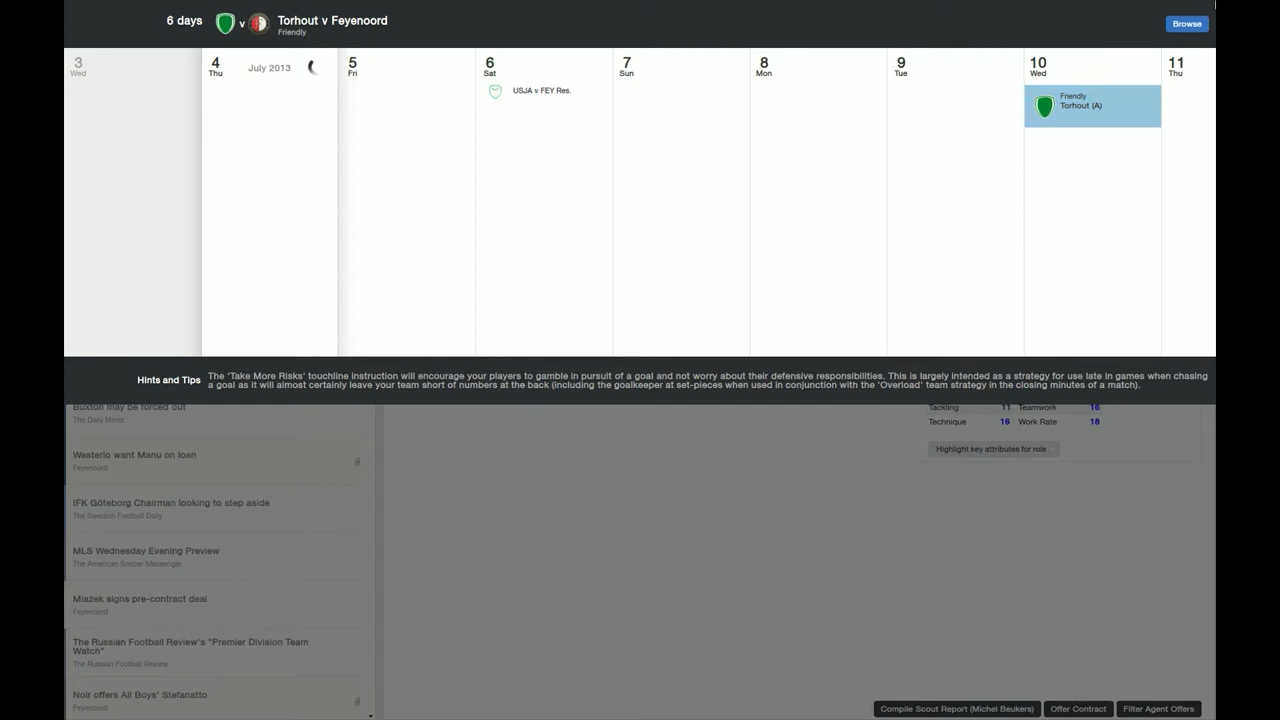 6 days
v
Torhout v Feyenoord
Friendly
Browse
3
Wed
4
Thu
July 2013
5
Fri
6
Sat
USJA v FEY Res.
7
Sun
8
Mon
9
Tue
10
Wed
Friendly
Torhout (A)
11
Thu
Hints and Tips
The 'Take More Risks' touchline instruction will encourage your players to gamble in pursuit of a goal and not worry about their defensive responsibilities. This is largely intended as a strategy for use late in games when chasing
a goal as it will almost certainly leave your team short of numbers at the back (including the goalkeeper at set-pieces when used in conjunction with the 'Overload' team strategy in the closing minutes of a match).
Buxton may be forced out
The Daily Mirror
Westerlo want Manu on loan
Feyenoord
IFK Göteborg Chairman looking to step aside
The Swedish Football Daily
MLS Wednesday Evening Preview
The American Soccer Messenger
Miazek signs pre-contract deal
Feyenoord
The Russian Football Review's "Premier Division Team
Watch"
The Russian Football Review
Noir offers All Boys' Stefanatto
Feyenoord
Tackling 11 Teamwork 16
Technique 16 Work Rate 18
Highlight key attributes for role
Compile Scout Report (Michel Beukers)
Offer Contract
Filter Agent Offers